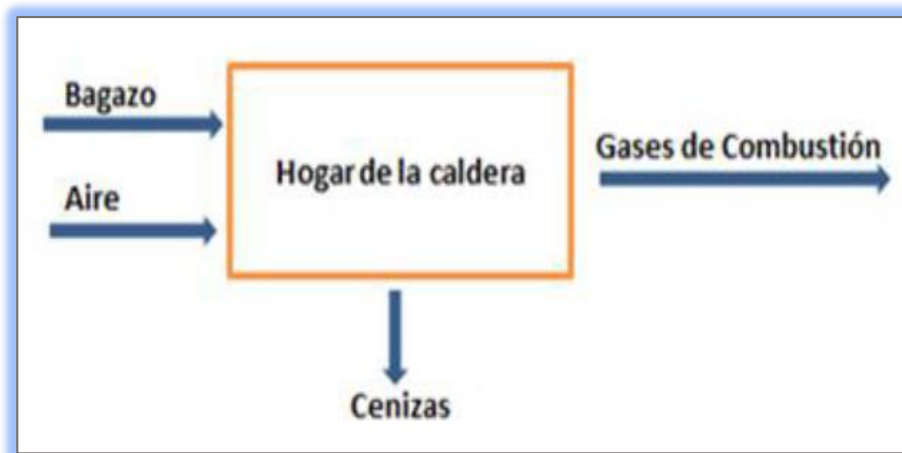 Bagazo
Aire
Hogar de la caldera
Gases de Combustión
Cenizas